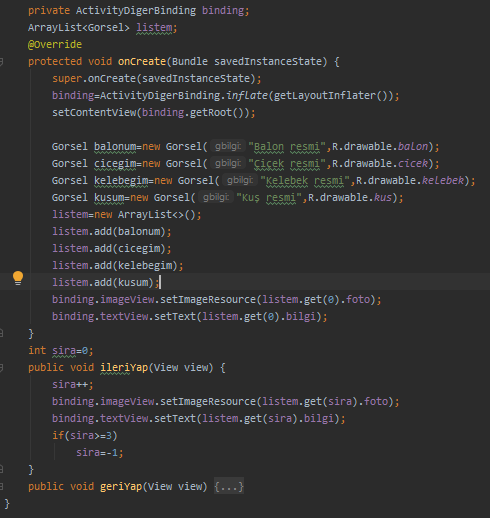 private ActivityDigerBinding binding;
ArrayList<Gorsel> listem;
@Override
protected void onCreate(Bundle savedInstanceState) {
super.onCreate(savedInstanceState);
binding=ActivityDigerBinding.inflate(getLayoutInflater());
setContentView(binding.getRoot());
Gorsel balonum=new Gorsel( gbilgi: "Balon resmi",R.drawable.balon);
Gorsel cicegim=new Gorsel( gbilgi: "Çiçek resmi",R.drawable.cicek);
Gorsel kelebegim=new Gorsel( gbilgi: "Kelebek resmi",R.drawable.kelebek);
Gorsel kusum=new Gorsel( gbilgi: "Kuş resmi",R.drawable.kus);
listem=new ArrayList<>();
listem.add(balonum);
listem.add(cicegim);
listem.add(kelebegim);
listem.add(kusum);
binding.imageView.setImageResource(listem.get(0).foto);
binding.textView.setText(listem.get(0).bilgi);
}
int sira=0;
public void ileriYap(View view) {
sira++;
binding.imageView.setImageResource(listem.get(sira).foto);
binding.textView.setText(listem.get(sira).bilgi);
if(sira>=3)
sira=-1;
}
public void geriYap(View view) {...}
}